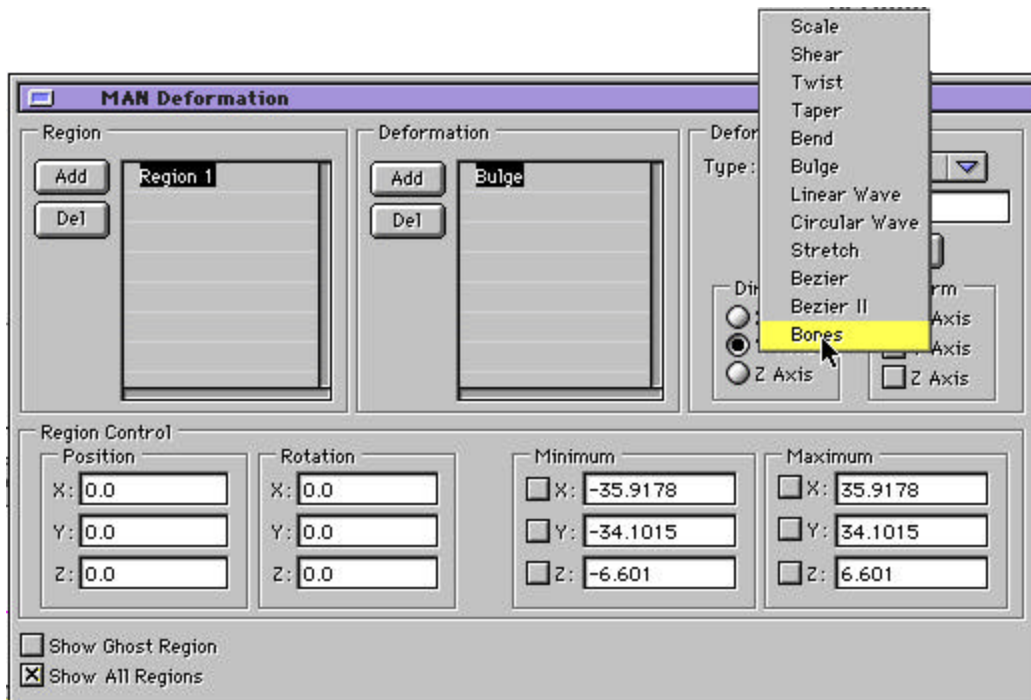 Scale
Shear
Twist
Taper
Bend
Bulge
Linear Wave
Circular Wave
Stretch
Bezier
Bezier II
Bones
MAN Deformation
Region
Add
Del
Region 1
Deformation
Add
Del
Bulge
Type:
Z Axis
Axis
Axis
Z Axis
Region Control
Position
X: 0.0
Y: 0.0
Z: 0.0
Rotation
X: 0.0
Y: 0.0
Z: 0.0
Minimum
X: -35.9178
Y: -34.1015
Z: -6.601
Maximum
X: 35.9178
Y: 34.1015
Z: 6.601
Show Ghost Region
Show All Regions